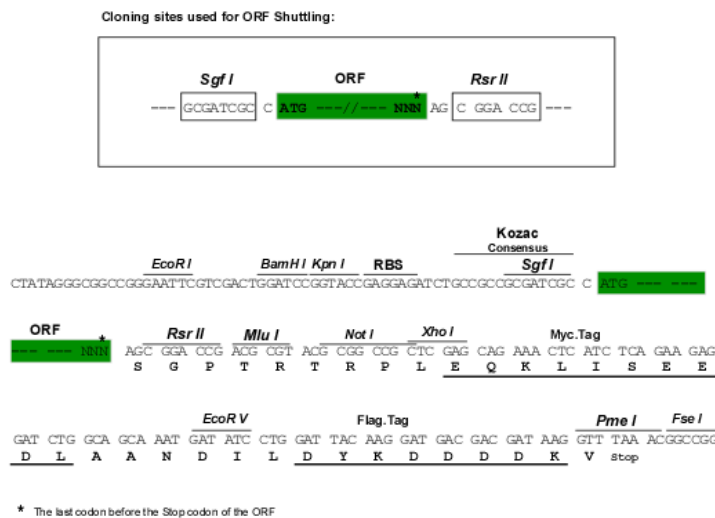 Cloning sites used for ORF Shuttling:
Sgf I ORF Rsr II
--- GCGATCGC C ATG ---//--- NNN* AG C GGA CCG ---
Kozac
Consensus
EcoR I BamH I Kpn I RBS Sgf I
CTATAGGGCGGCCGGGAATTCGTCGACTGGATCCGGTACCGAGGAGATCTGCCGCCGCGATCGC C ATG --- ---
ORF Rsr II Mlu I Not I Xho I Myc.Tag
--- --- NNN* AGC GGA CCG ACG CGT ACG CGG CCG CTC GAG CAG AAA CTC ATC TCA GAA GAG
S G P T R T R P L E Q K L I S E E
EcoR V Flag.Tag Pme I Fse I
GAT CTG GCA GCA AAT GAT ATC CTG GAT TAC AAG GAT GAC GAC GAT AAG GTT TAA ACGGCCGG
D L A A N D I L D Y K D D D D K V Stop
* The last codon before the Stop codon of the ORF